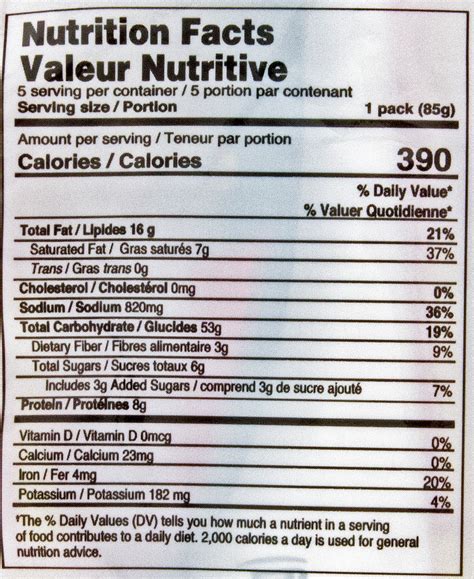 Nutrition Facts
Valeur Nutritive
5 serving per container / 5 portion par contenant
Serving size / Portion 1 pack (85g)
Amount per serving / Teneur par portion
Calories / Calories 390
% Daily Value*
% Valuer Quotidienne*
Total Fat / Lipides 16 g 21%
Saturated Fat / Gras saturés 7g 37%
Trans / Gras trans 0g
Cholesterol / Cholestérol 0mg 0%
Sodium / Sodium 820mg 36%
Total Carbohydrate / Glucides 53g 19%
Dietary Fiber / Fibres alimentaire 3g 9%
Total Sugars / Sucres totaux 6g
Includes 3g Added Sugars / comprend 3g de sucre ajouté 7%
Protein / Protéines 8g
Vitamin D / Vitamin D 0mcg 0%
Calcium / Calcium 23mg 0%
Iron / Fer 4mg 20%
Potassium / Potassium 182 mg 4%
*The % Daily Values (DV) tells you how much a nutrient in a serving
of food contributes to a daily diet. 2,000 calories a day is used for general
nutrition advice.